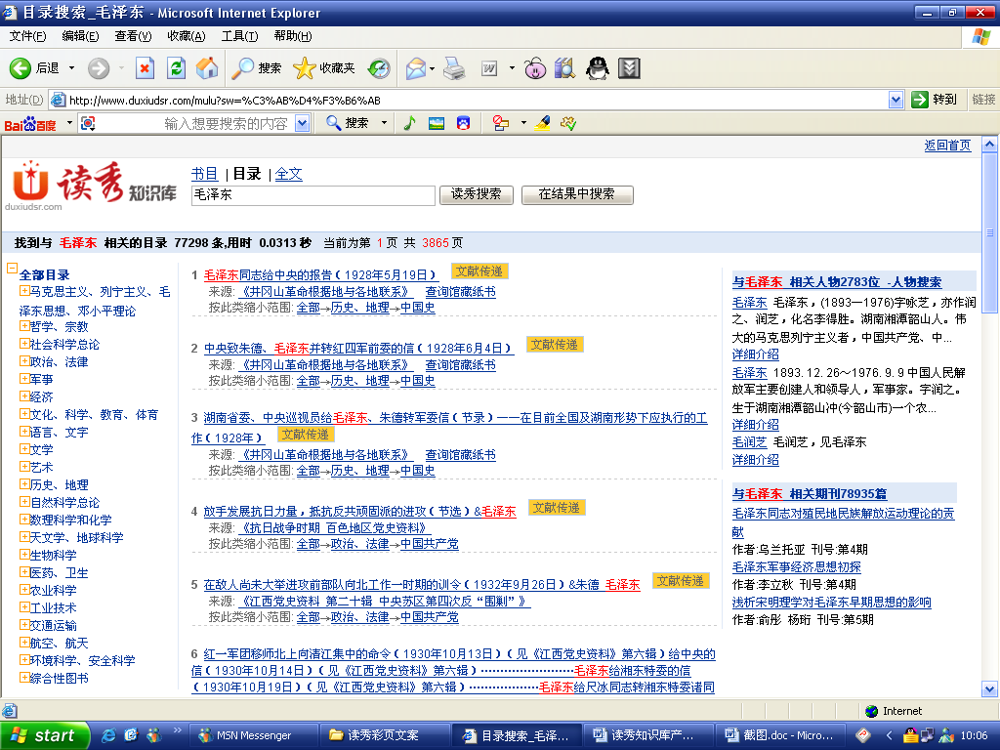 目录搜索_毛泽东 - Microsoft Internet Explorer
文件(F) 编辑(E) 查看(V) 收藏(A) 工具(T) 帮助(H)
后退 搜索 收藏夹
地址(D) http://www.duxiudsr.com/mulu?sw=%C3%AB%D4%F3%B6%AB 转到 链接
Bai百度 输入想要搜索的内容 搜索
返回首页
读秀知识库
duxiudsr.com
书目 | 目录 | 全文
毛泽东 读秀搜索 在结果中搜索
找到与 毛泽东 相关的目录 77298 条,用时 0.0313 秒 当前为第 1 页 共 3865 页
全部目录
马克思主义、列宁主义、毛
泽东思想、邓小平理论
哲学、宗教
社会科学总论
政治、法律
军事
经济
文化、科学、教育、体育
语言、文字
文学
艺术
历史、地理
自然科学总论
数理科学和化学
天文学、地球科学
生物科学
医药、卫生
农业科学
工业技术
交通运输
航空、航天
环境科学、安全科学
综合性图书
1 毛泽东同志给中央的报告(1928年5月19日) 文献传递
来源: 《井冈山革命根据地与各地联系》 查询馆藏纸书
按此类缩小范围: 全部→历史、地理→中国史
2 中央致朱德、毛泽东并转红四军前委的信(1928年6月4日) 文献传递
来源: 《井冈山革命根据地与各地联系》 查询馆藏纸书
按此类缩小范围: 全部→历史、地理→中国史
3 湖南省委、中央巡视员给毛泽东、朱德转军委信(节录)——在目前全国及湖南形势下应执行的工
作(1928年) 文献传递
来源: 《井冈山革命根据地与各地联系》 查询馆藏纸书
按此类缩小范围: 全部→历史、地理→中国史
4 放手发展抗日力量，抵抗反共顽固派的进攻(节选)&毛泽东 文献传递
来源: 《抗日战争时期 百色地区党史资料》
按此类缩小范围: 全部→政治、法律→中国共产党
5 在敌人尚未大举进攻前部队向北工作一时期的训令(1932年9月26日)&朱德 毛泽东 文献传递
来源: 《江西党史资料 第二十辑 中央苏区第四次反“围剿”》
按此类缩小范围: 全部→政治、法律→中国共产党
6 红一军团移师北上向清江集中的命令(1930年10月13日)(见《江西党史资料》第六辑)给中央的
信(1930年10月14日)(见《江西党史资料》第六辑)························毛泽东给湘东特委的信
(1930年10月19日)(见《江西党史资料》第六辑)··················毛泽东给尺冰同志转湘东特委诸同
与毛泽东 相关人物2783位 -人物搜索
毛泽东 毛泽东，(1893—1976)字咏芝，亦作润
之、润芝，化名李得胜。湖南湘潭韶山人。伟
大的马克思列宁主义者，中国共产党、中...
详细介绍
毛泽东 1893.12.26～1976.9.9 中国人民解
放军主要创建人和领导人，军事家。字润之。
生于湖南湘潭韶山冲(今韶山市)一个农...
详细介绍
毛润芝 毛润芝，见毛泽东
详细介绍
与毛泽东 相关期刊78935篇
毛泽东同志对殖民地民族解放运动理论的贡
献
作者:乌兰托亚 刊号:第4期
毛泽东军事经济思想初探
作者:李立秋 刊号:第4期
浅析宋明理学对毛泽东早期思想的影响
作者:俞彤 杨珩 刊号:第5期
Internet
start MSN Messenger 读秀彩页文案 目录搜索_毛泽... 读秀知识库产... 截图.doc - Micro... 10:06